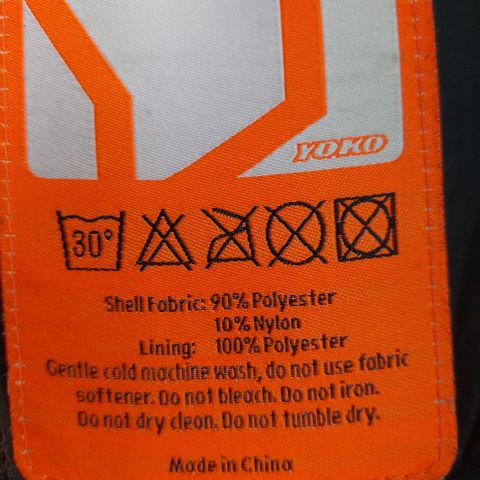 YOKO
30°
Shell Fabric: 90% Polyester
10% Nylon
Lining: 100% Polyester
Gentle cold machine wash, do not use fabric
softener. Do not bleach. Do not iron.
Do not dry clean. Do not tumble dry.
Made in China